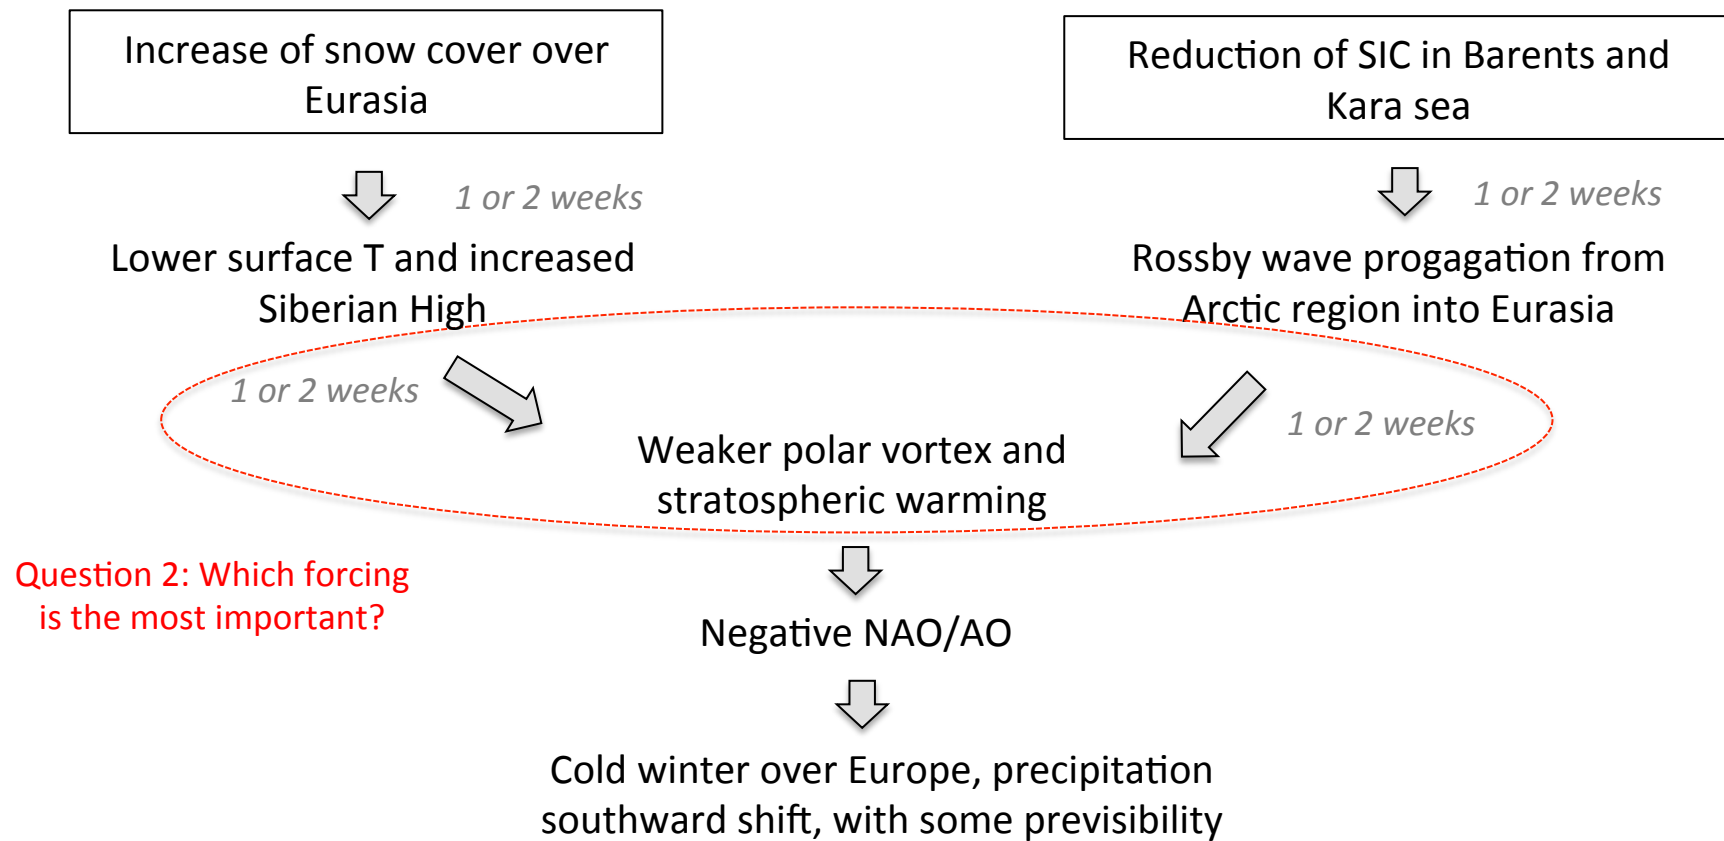 Increase of snow cover over
Eurasia
Reduction of SIC in Barents and
Kara sea
1 or 2 weeks
1 or 2 weeks
Lower surface T and increased
Siberian High
Rossby wave progagation from
Arctic region into Eurasia
1 or 2 weeks
1 or 2 weeks
Weaker polar vortex and
stratospheric warming
Question 2: Which forcing
is the most important?
Negative NAO/AO
Cold winter over Europe, precipitation
southward shift, with some previsibility